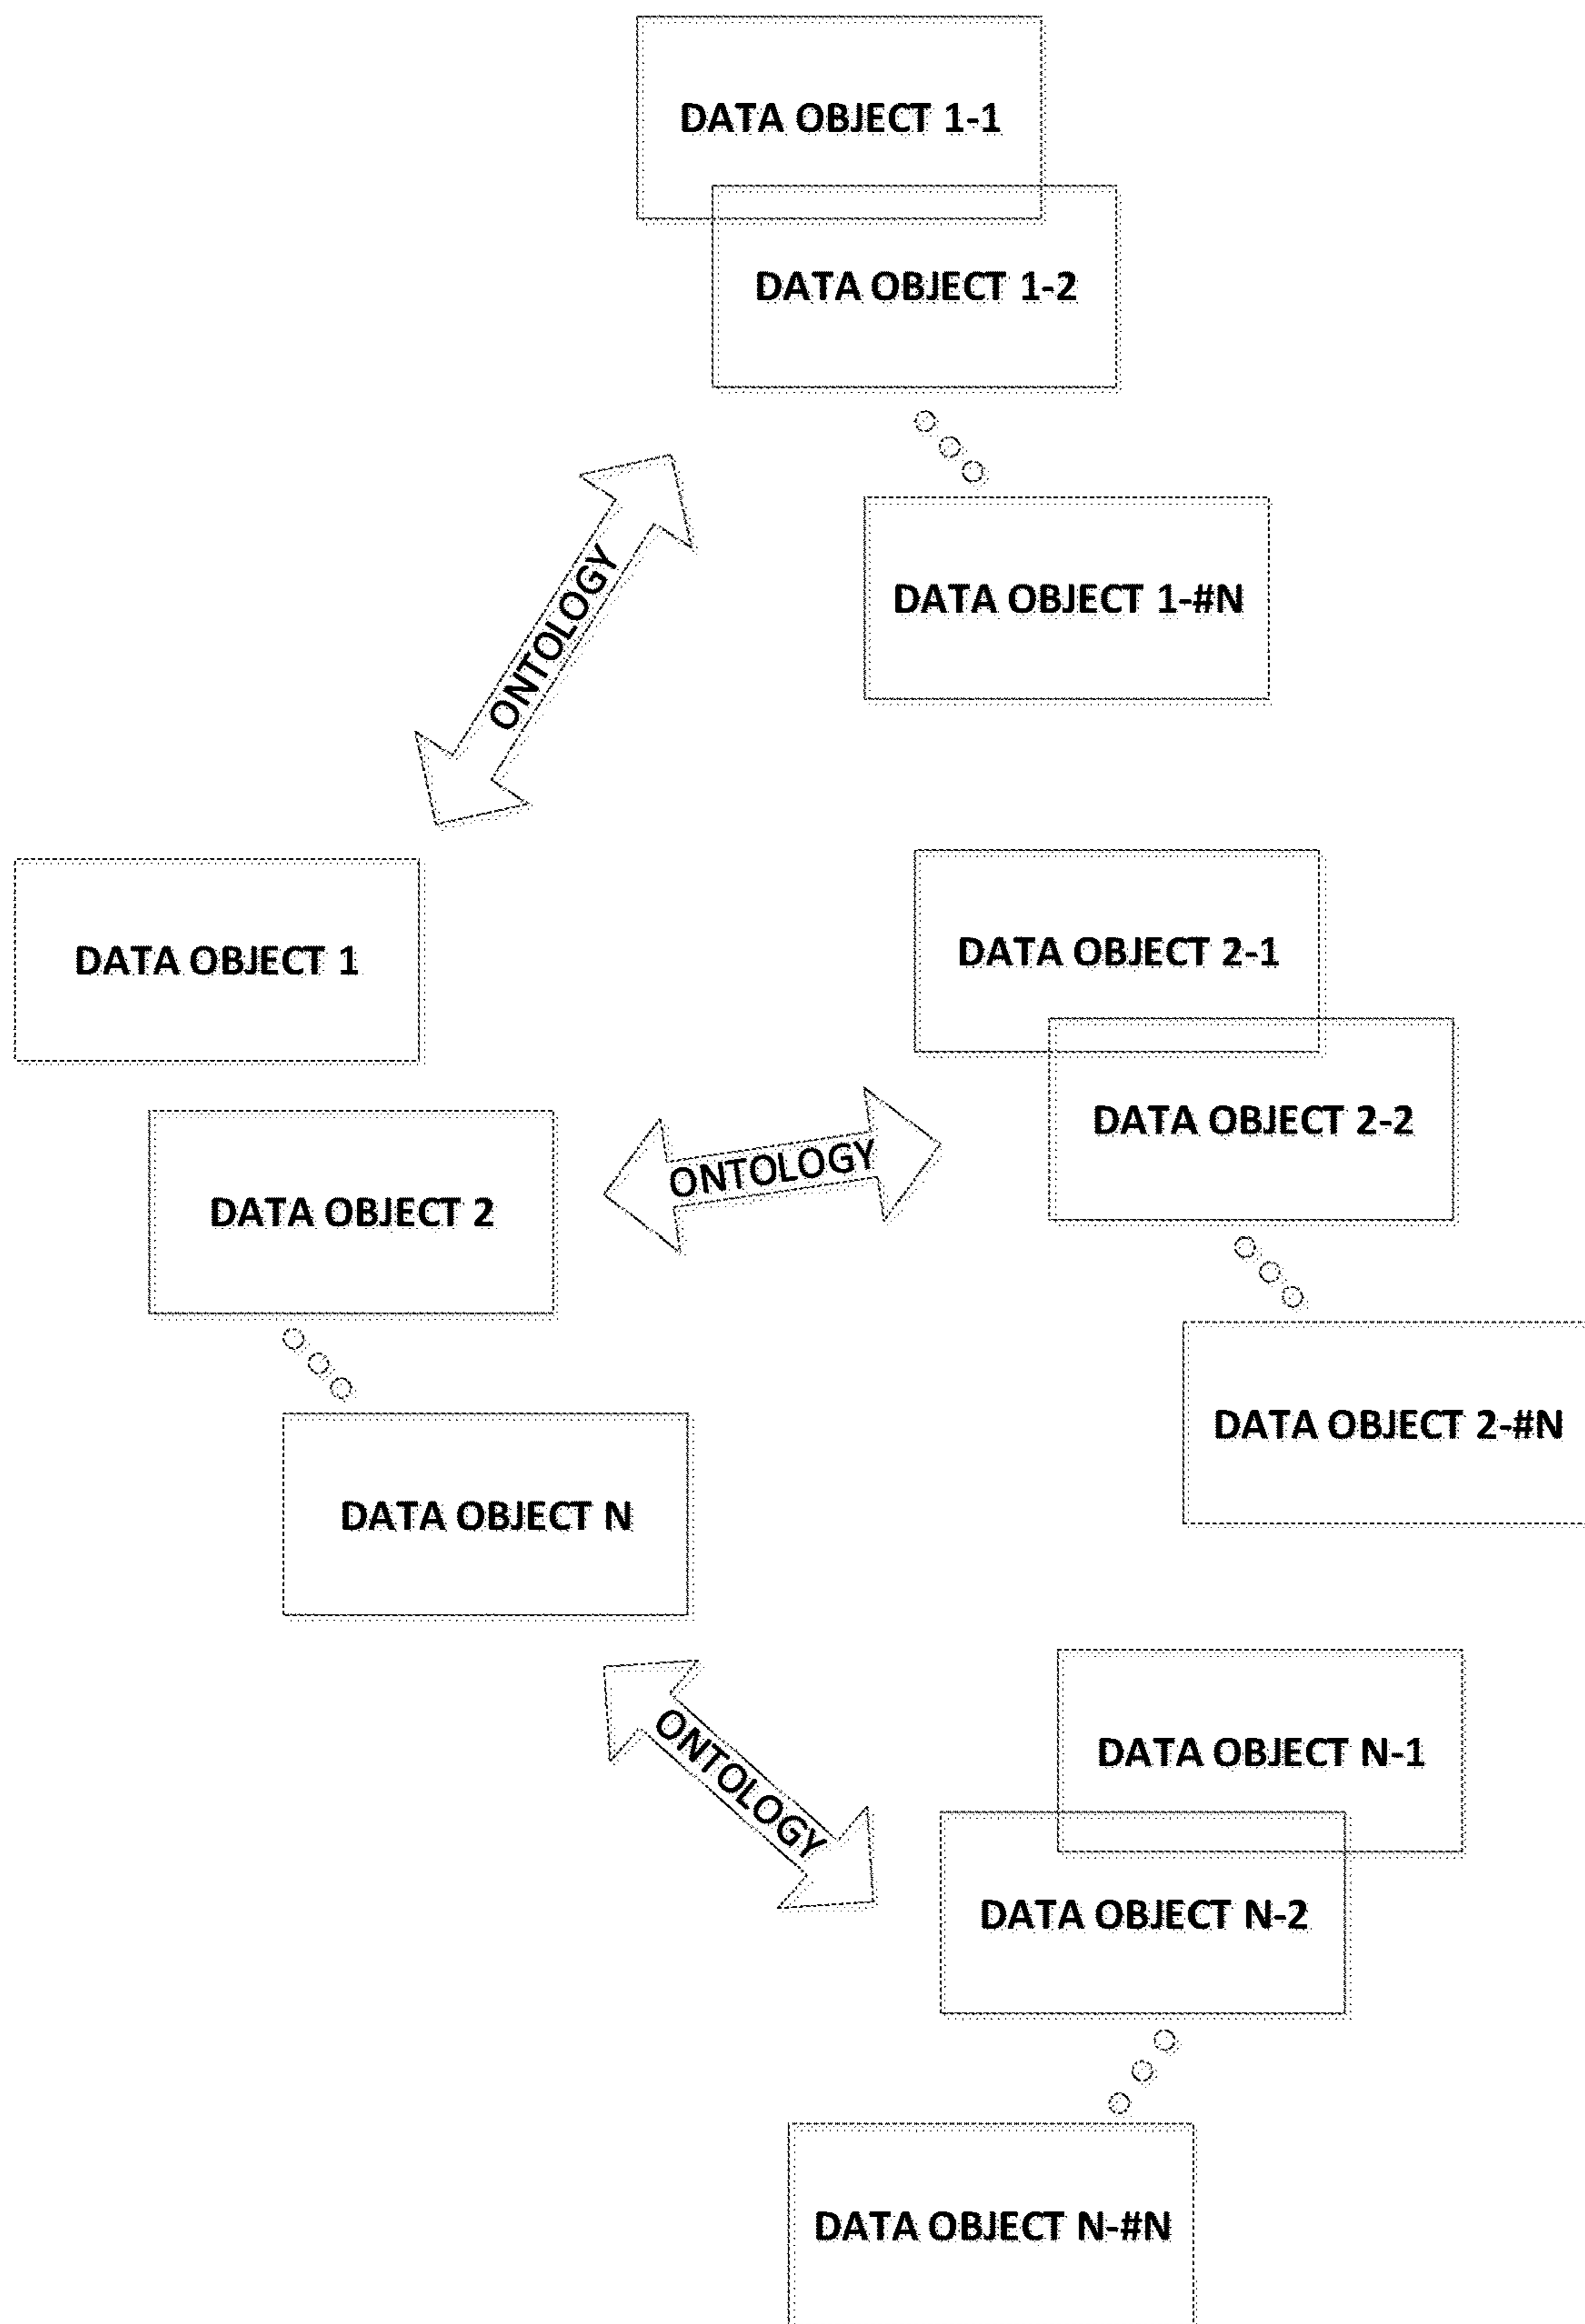 DATA OBJECT 1-1
DATA OBJECT 1-2
DATA OBJECT 1-#N
ONTOLOGY
DATA OBJECT 1
DATA OBJECT 2-1
DATA OBJECT 2-2
ONTOLOGY
DATA OBJECT 2
DATA OBJECT 2-#N
DATA OBJECT N
ONTOLOGY
DATA OBJECT N-1
DATA OBJECT N-2
DATA OBJECT N-#N